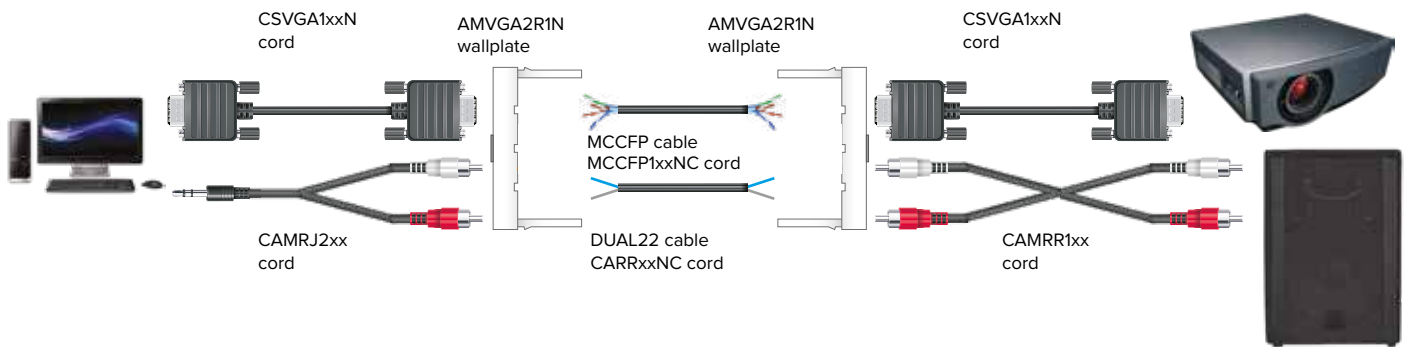 CSVGA1xxN
cord
AMVGA2R1N
wallplate
AMVGA2R1N
wallplate
CSVGA1xxN
cord
MCCFP cable
MCCFP1xxNC cord
CAMRJ2xx
cord
DUAL22 cable
CARRxxNC cord
CAMRR1xx
cord